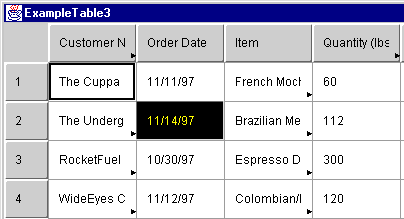 ExampleTable3
Customer N Order Date Item Quantity (lbs
1 The Cuppa 11/11/97 French Moch 60
2 The Underg 11/14/97 Brazilian Me 112
3 RocketFuel 10/30/97 Espresso D 300
4 WideEyes C 11/12/97 Colombian/I 120